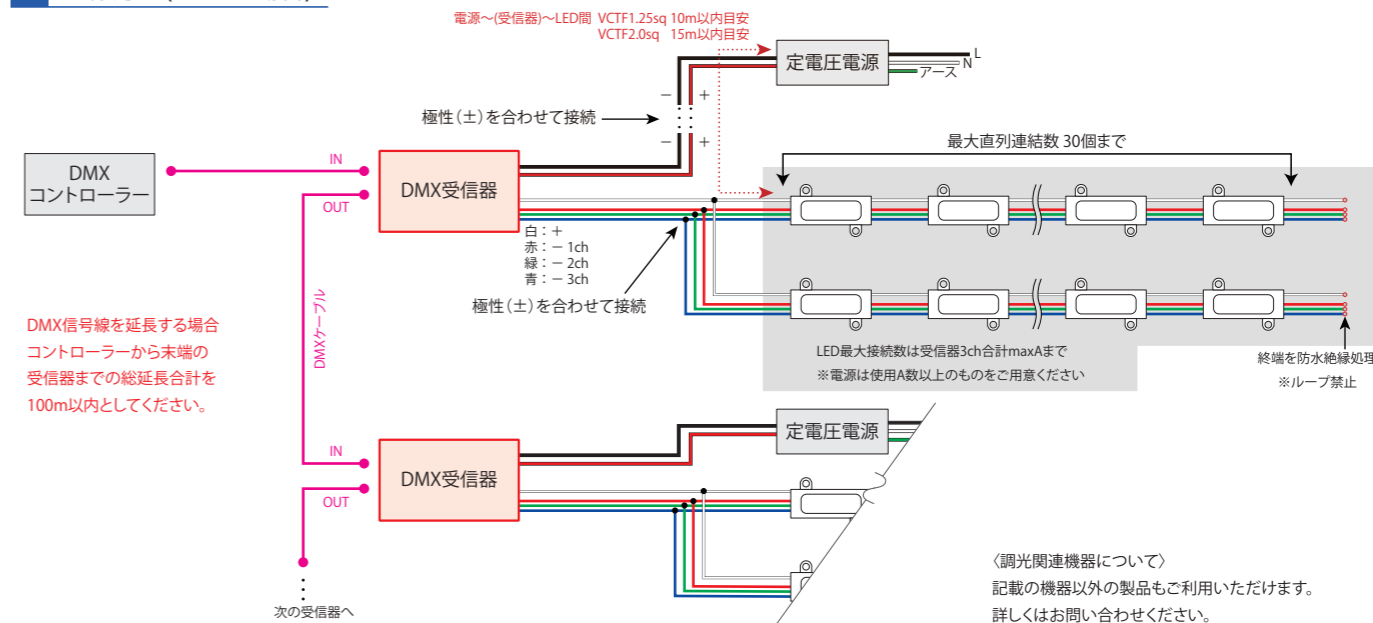 電源～(受信器)～LED間 VCTF1.25sq 10m以内目安
VCTF2.0sq 15m以内目安
定電圧電源
L
N
アース
− +
極性(±)を合わせて接続
− +
最大直列連結数 30個まで
DMX
コントローラー
IN
OUT
DMX受信器
白：＋
赤：－1ch
緑：－2ch
青：－3ch
極性(±)を合わせて接続
DMXケーブル
DMX信号線を延長する場合
コントローラーから末端の
受信器までの総延長合計を
100m以内としてください。
LED最大接続数は受信器3ch合計maxAまで
※電源は使用A数以上のものをご用意ください
終端を防水絶縁処理
※ループ禁止
定電圧電源
IN
OUT
DMX受信器
次の受信器へ
〈調光関連機器について〉
記載の機器以外の製品もご利用いただけます。
詳しくはお問い合わせください。